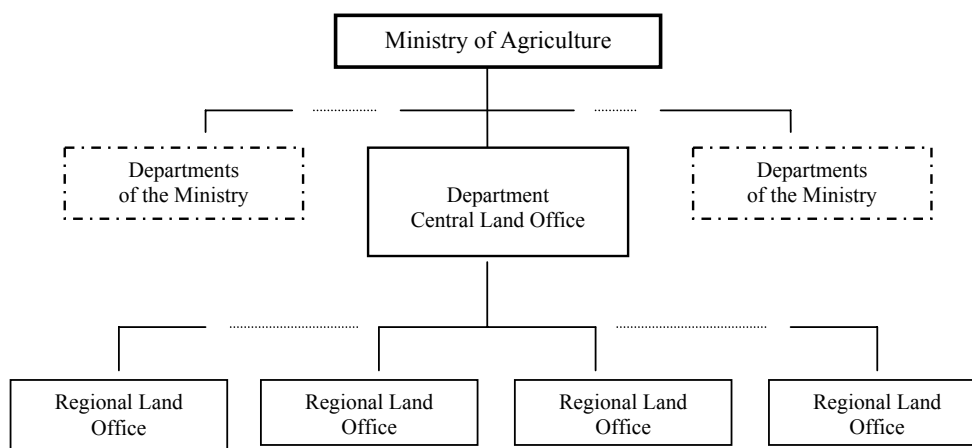 Ministry of Agriculture
Departments
of the Ministry
Department
Central Land Office
Departments
of the Ministry
Regional Land
Office
Regional Land
Office
Regional Land
Office
Regional Land
Office